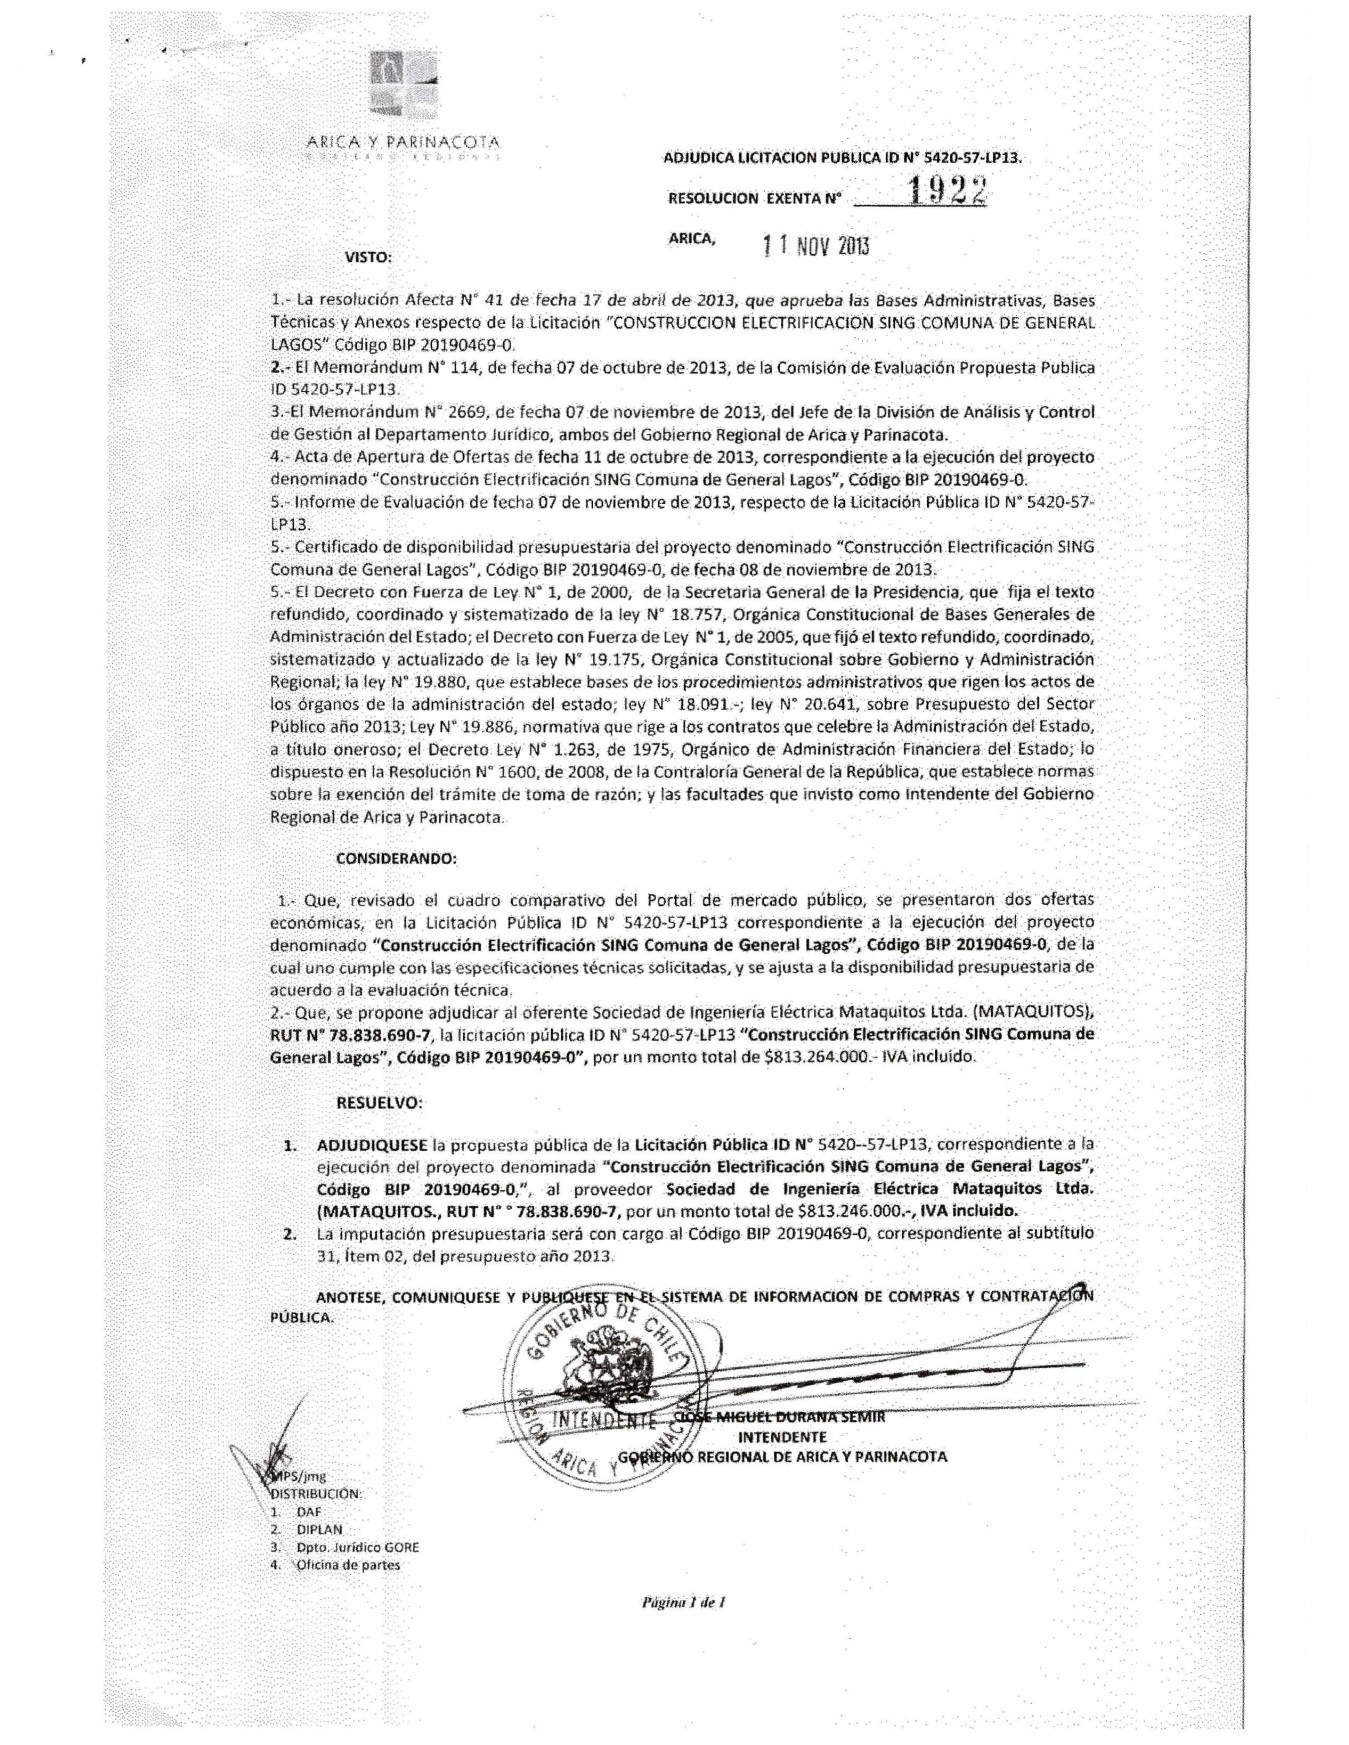 ARICA Y PARINACOTA
GOBIERNO REGIONAL
ADJUDICA LICITACION PUBLICA ID N° 5420-57-LP13.
RESOLUCION EXENTA N° 1922
ARICA, 11 NOV 2013
VISTO:
1.- La resolución Afecta N° 41 de fecha 17 de abril de 2013, que aprueba las Bases Administrativas, Bases
Técnicas y Anexos respecto de la Licitación "CONSTRUCCION ELECTRIFICACION SING COMUNA DE GENERAL
LAGOS" Código BIP 20190469-0.
2.- El Memorándum N° 114, de fecha 07 de octubre de 2013, de la Comisión de Evaluación Propuesta Publica
ID 5420-57-LP13.
3.-El Memorándum N° 2669, de fecha 07 de noviembre de 2013, del Jefe de la División de Análisis y Control
de Gestión al Departamento Jurídico, ambos del Gobierno Regional de Arica y Parinacota.
4.- Acta de Apertura de Ofertas de fecha 11 de octubre de 2013, correspondiente a la ejecución del proyecto
denominado "Construcción Electrificación SING Comuna de General Lagos", Código BIP 20190469-0.
5.- Informe de Evaluación de fecha 07 de noviembre de 2013, respecto de la Licitación Pública ID N° 5420-57-
LP13.
5.- Certificado de disponibilidad presupuestaria del proyecto denominado "Construcción Electrificación SING
Comuna de General Lagos", Código BIP 20190469-0, de fecha 08 de noviembre de 2013.
5.- El Decreto con Fuerza de Ley N° 1, de 2000, de la Secretaria General de la Presidencia, que fija el texto
refundido, coordinado y sistematizado de la ley N° 18.757, Orgánica Constitucional de Bases Generales de
Administración del Estado; el Decreto con Fuerza de Ley N° 1, de 2005, que fijó el texto refundido, coordinado,
sistematizado y actualizado de la ley N° 19.175, Orgánica Constitucional sobre Gobierno y Administración
Regional; la ley N° 19.880, que establece bases de los procedimientos administrativos que rigen los actos de
los órganos de la administración del estado; ley N° 18.091.-; ley N° 20.641, sobre Presupuesto del Sector
Público año 2013; Ley N° 19.886, normativa que rige a los contratos que celebre la Administración del Estado,
a título oneroso; el Decreto Ley N° 1.263, de 1975, Orgánico de Administración Financiera del Estado; lo
dispuesto en la Resolución N° 1600, de 2008, de la Contraloría General de la República, que establece normas
sobre la exención del trámite de toma de razón; y las facultades que invisto como Intendente del Gobierno
Regional de Arica y Parinacota.
CONSIDERANDO:
1.- Que, revisado el cuadro comparativo del Portal de mercado público, se presentaron dos ofertas
económicas, en la Licitación Pública ID N° 5420-57-LP13 correspondiente a la ejecución del proyecto
denominado "Construcción Electrificación SING Comuna de General Lagos", Código BIP 20190469-0, de la
cual uno cumple con las especificaciones técnicas solicitadas, y se ajusta a la disponibilidad presupuestaria de
acuerdo a la evaluación técnica.
2.- Que, se propone adjudicar al oferente Sociedad de Ingeniería Eléctrica Mataquitos Ltda. (MATAQUITOS),
RUT N° 78.838.690-7, la licitación pública ID N° 5420-57-LP13 "Construcción Electrificación SING Comuna de
General Lagos", Código BIP 20190469-0", por un monto total de $813.264.000.- IVA incluido.
RESUELVO:
1. ADJUDIQUESE la propuesta pública de la Licitación Pública ID N° 5420--57-LP13, correspondiente a la
ejecución del proyecto denominada "Construcción Electrificación SING Comuna de General Lagos",
Código BIP 20190469-0,", al proveedor Sociedad de Ingeniería Eléctrica Mataquitos Ltda.
(MATAQUITOS., RUT N° ° 78.838.690-7, por un monto total de $813.246.000.-, IVA incluido.
2. La imputación presupuestaria será con cargo al Código BIP 20190469-0, correspondiente al subtítulo
31, ítem 02, del presupuesto año 2013.
ANOTESE, COMUNIQUESE Y PUBLIQUESE EN EL SISTEMA DE INFORMACION DE COMPRAS Y CONTRATACIÓN
PÚBLICA.
GOBIERNO DE CHILE
INTENDENTE
REGION ARICA Y PARINACOTA
JOSE MIGUEL DURANA SEMIR
INTENDENTE
GOBIERNO REGIONAL DE ARICA Y PARINACOTA
MPS/jmg
DISTRIBUCIÓN:
1. DAF
2. DIPLAN
3. Dpto. Jurídico GORE
4. Oficina de partes
Página 1 de 1